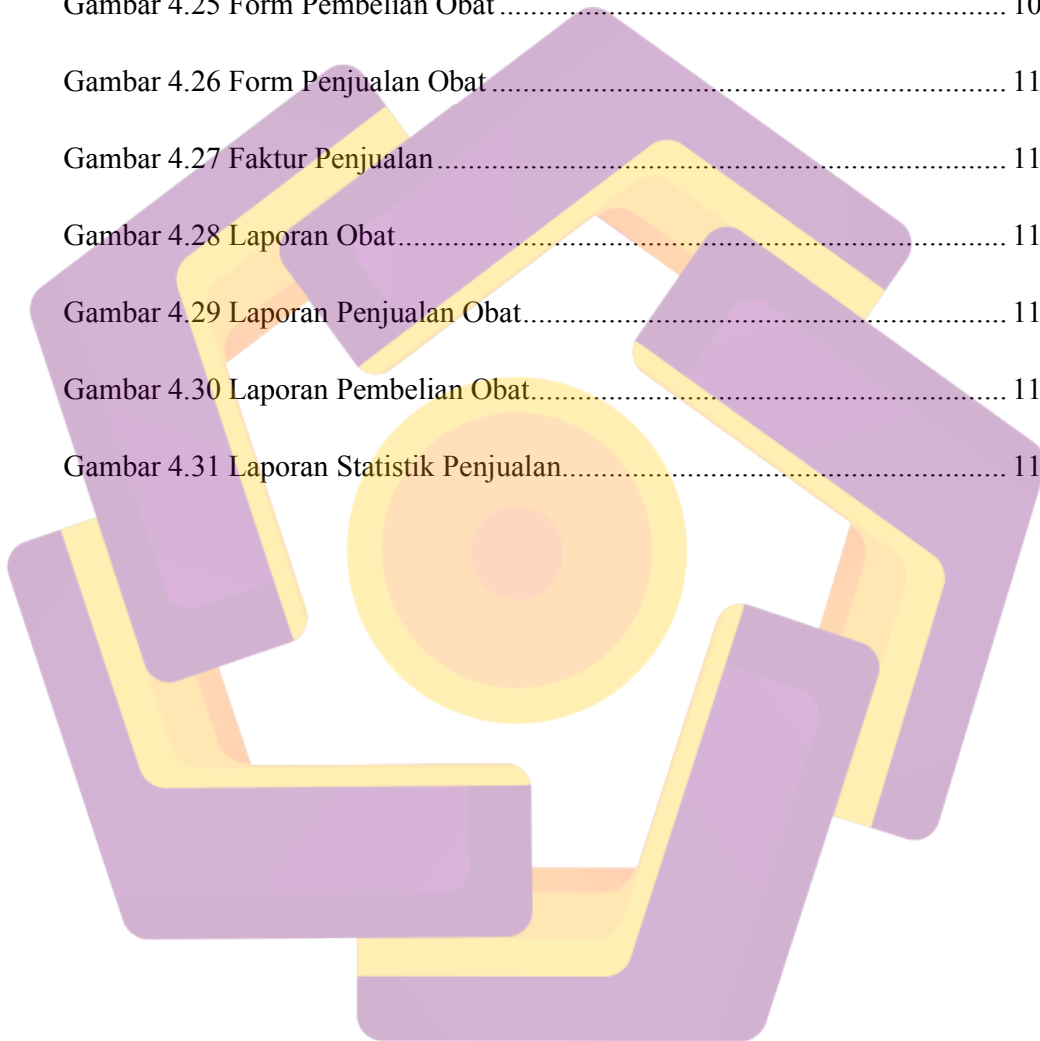 Gambar 4.25 Form Pembelian Obat .................................................................... 10
Gambar 4.26 Form Penjualan Obat ..................................................................... 11
Gambar 4.27 Faktur Penjualan ............................................................................ 11
Gambar 4.28 Laporan Obat ................................................................................. 11
Gambar 4.29 Laporan Penjualan Obat ................................................................. 11
Gambar 4.30 Laporan Pembelian Obat ................................................................ 11
Gambar 4.31 Laporan Statistik Penjualan ............................................................ 11